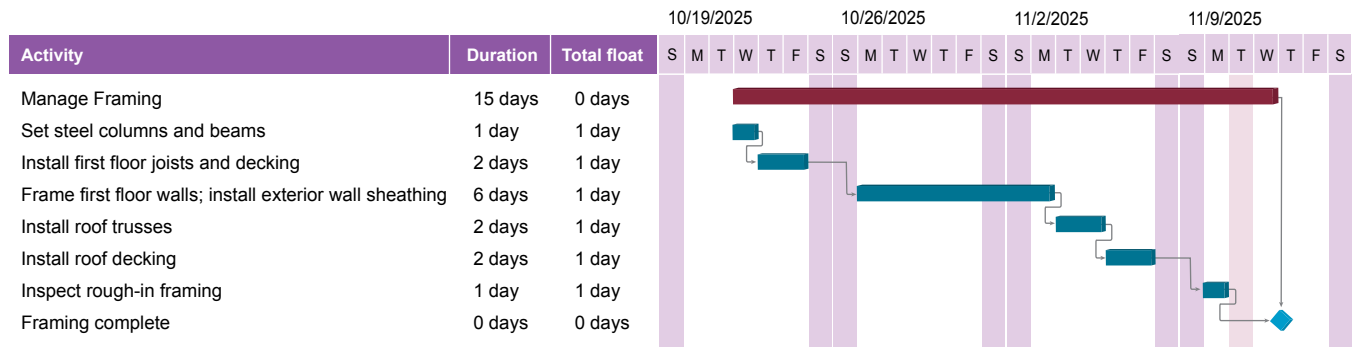 10/19/2025 10/26/2025 11/2/2025 11/9/2025
Activity Duration Total float S M T W T F S S M T W T F S S M T W T F S S M T W T F S
Manage Framing 15 days 0 days
Set steel columns and beams 1 day 1 day
Install first floor joists and decking 2 days 1 day
Frame first floor walls; install exterior wall sheathing 6 days 1 day
Install roof trusses 2 days 1 day
Install roof decking 2 days 1 day
Inspect rough-in framing 1 day 1 day
Framing complete 0 days 0 days